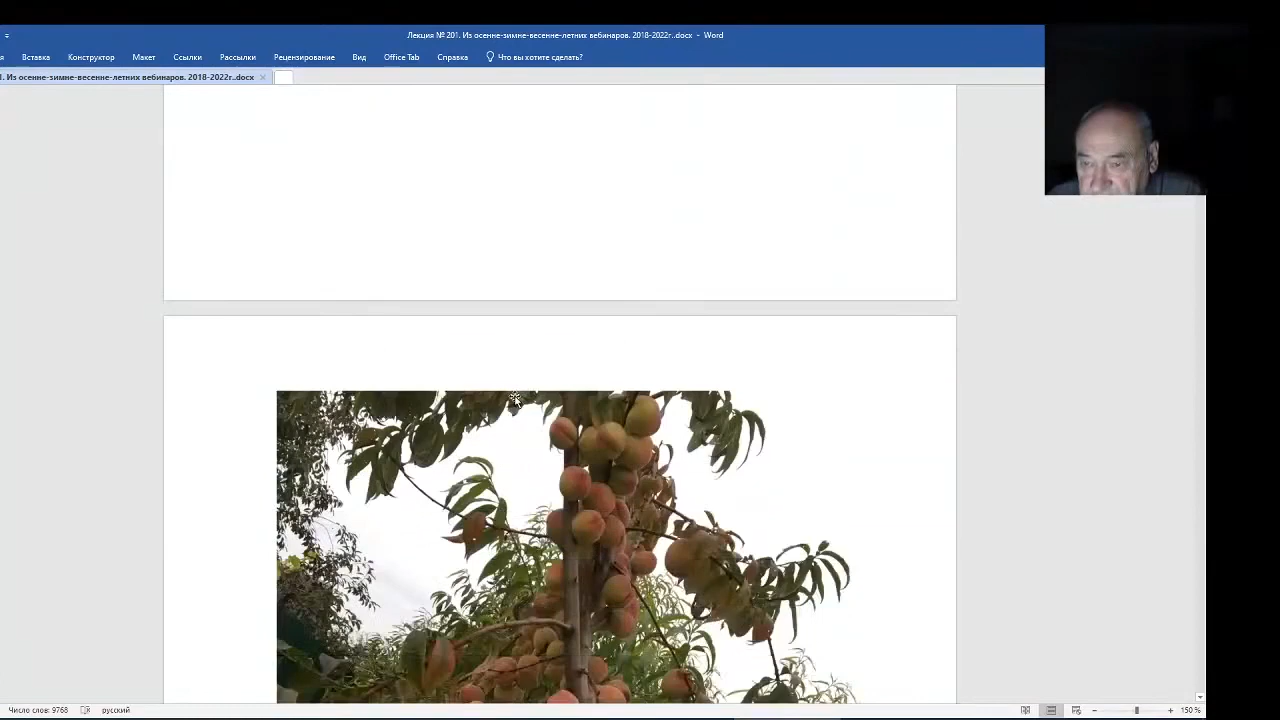 Лекция № 201. Из осенне-зимне-весенне-летних вебинаров. 2018-2022г..docx - Word
я Вставка Конструктор Макет Ссылки Рассылки Рецензирование Вид Office Tab Справка Что вы хотите сделать?
. Из осенне-зимне-весенне-летних вебинаров. 2018-2022г..docx
Число слов: 9768 русский 150 %